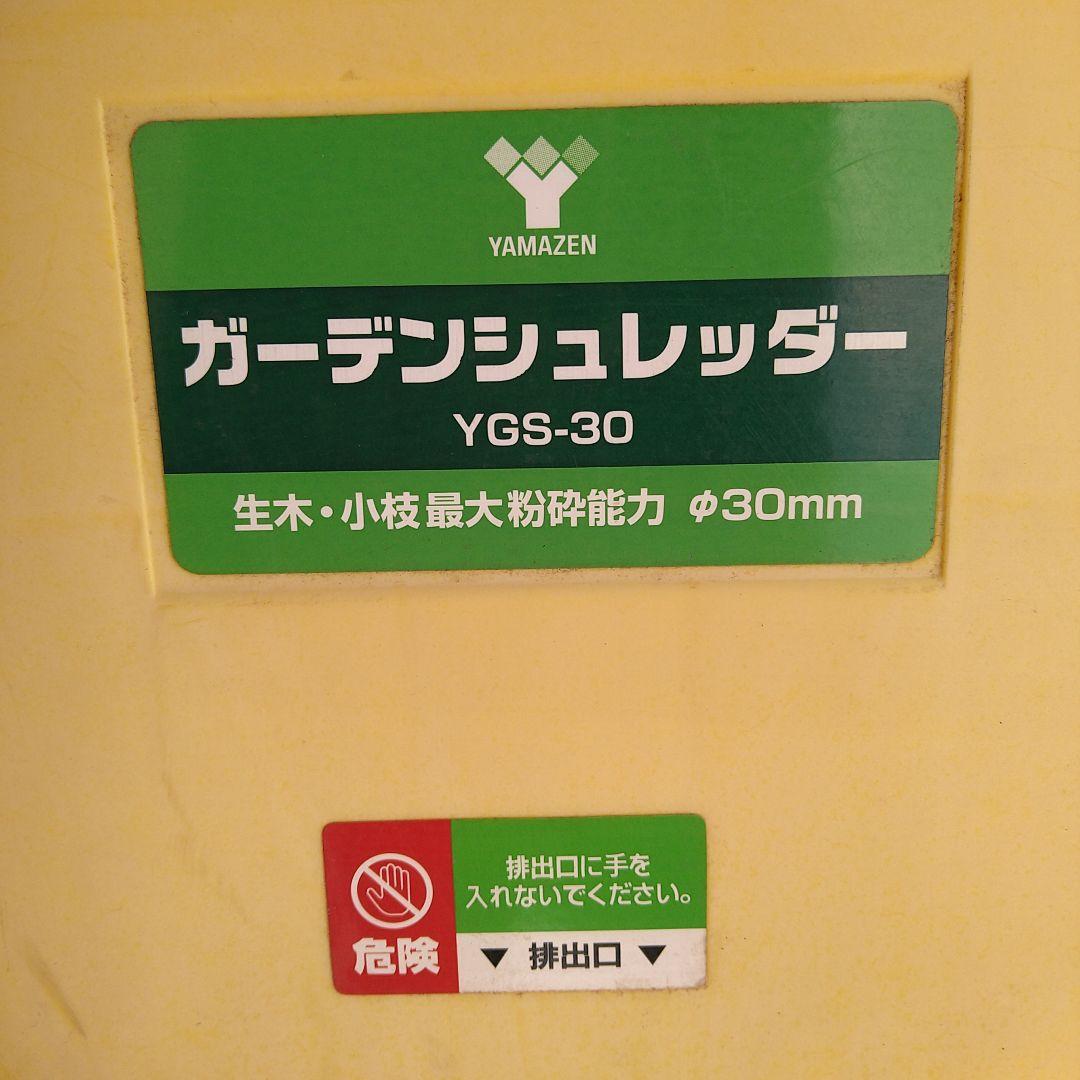 YAMAZEN
ガーデンシュレッダー
YGS-30
生木・小枝最大粉砕能力 φ30mm
排出口に手を
入れないでください。
危険
▼ 排出口 ▼